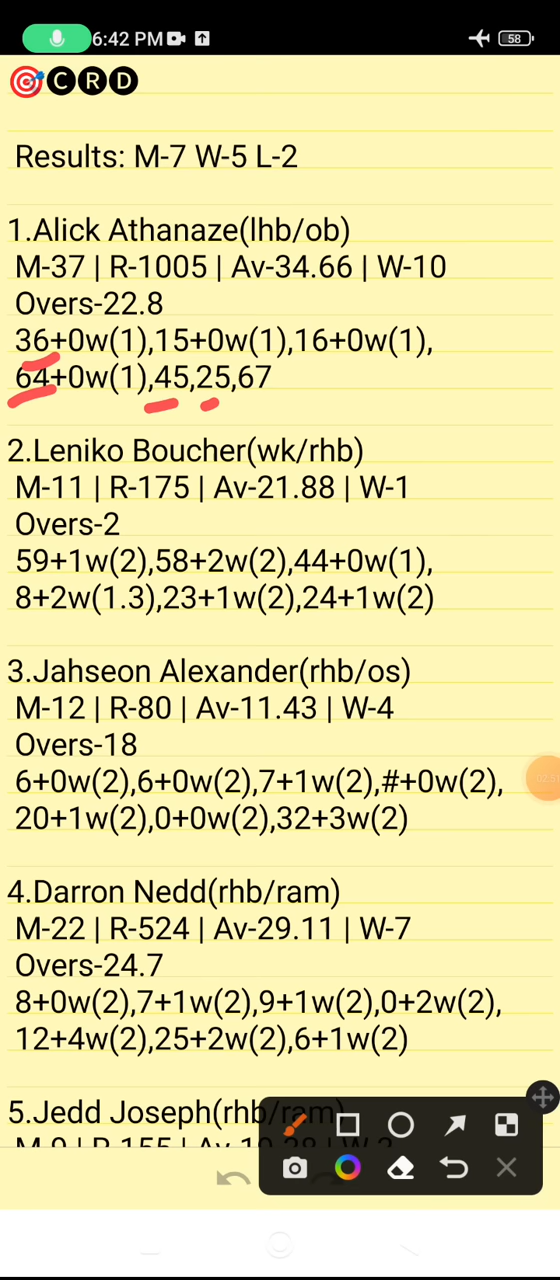 6:42 PM
58
🎯🅒🅡🅓
Results: M-7 W-5 L-2
1.Alick Athanaze(lhb/ob)
M-37 | R-1005 | Av-34.66 | W-10
Overs-22.8
36+0w(1),15+0w(1),16+0w(1),
64+0w(1),45,25,67
2.Leniko Boucher(wk/rhb)
M-11 | R-175 | Av-21.88 | W-1
Overs-2
59+1w(2),58+2w(2),44+0w(1),
8+2w(1.3),23+1w(2),24+1w(2)
3.Jahseon Alexander(rhb/os)
M-12 | R-80 | Av-11.43 | W-4
Overs-18
6+0w(2),6+0w(2),7+1w(2),#+0w(2),
20+1w(2),0+0w(2),32+3w(2)
4.Darron Nedd(rhb/ram)
M-22 | R-524 | Av-29.11 | W-7
Overs-24.7
8+0w(2),7+1w(2),9+1w(2),0+2w(2),
12+4w(2),25+2w(2),6+1w(2)
5.Jedd Joseph(rhb/ram)